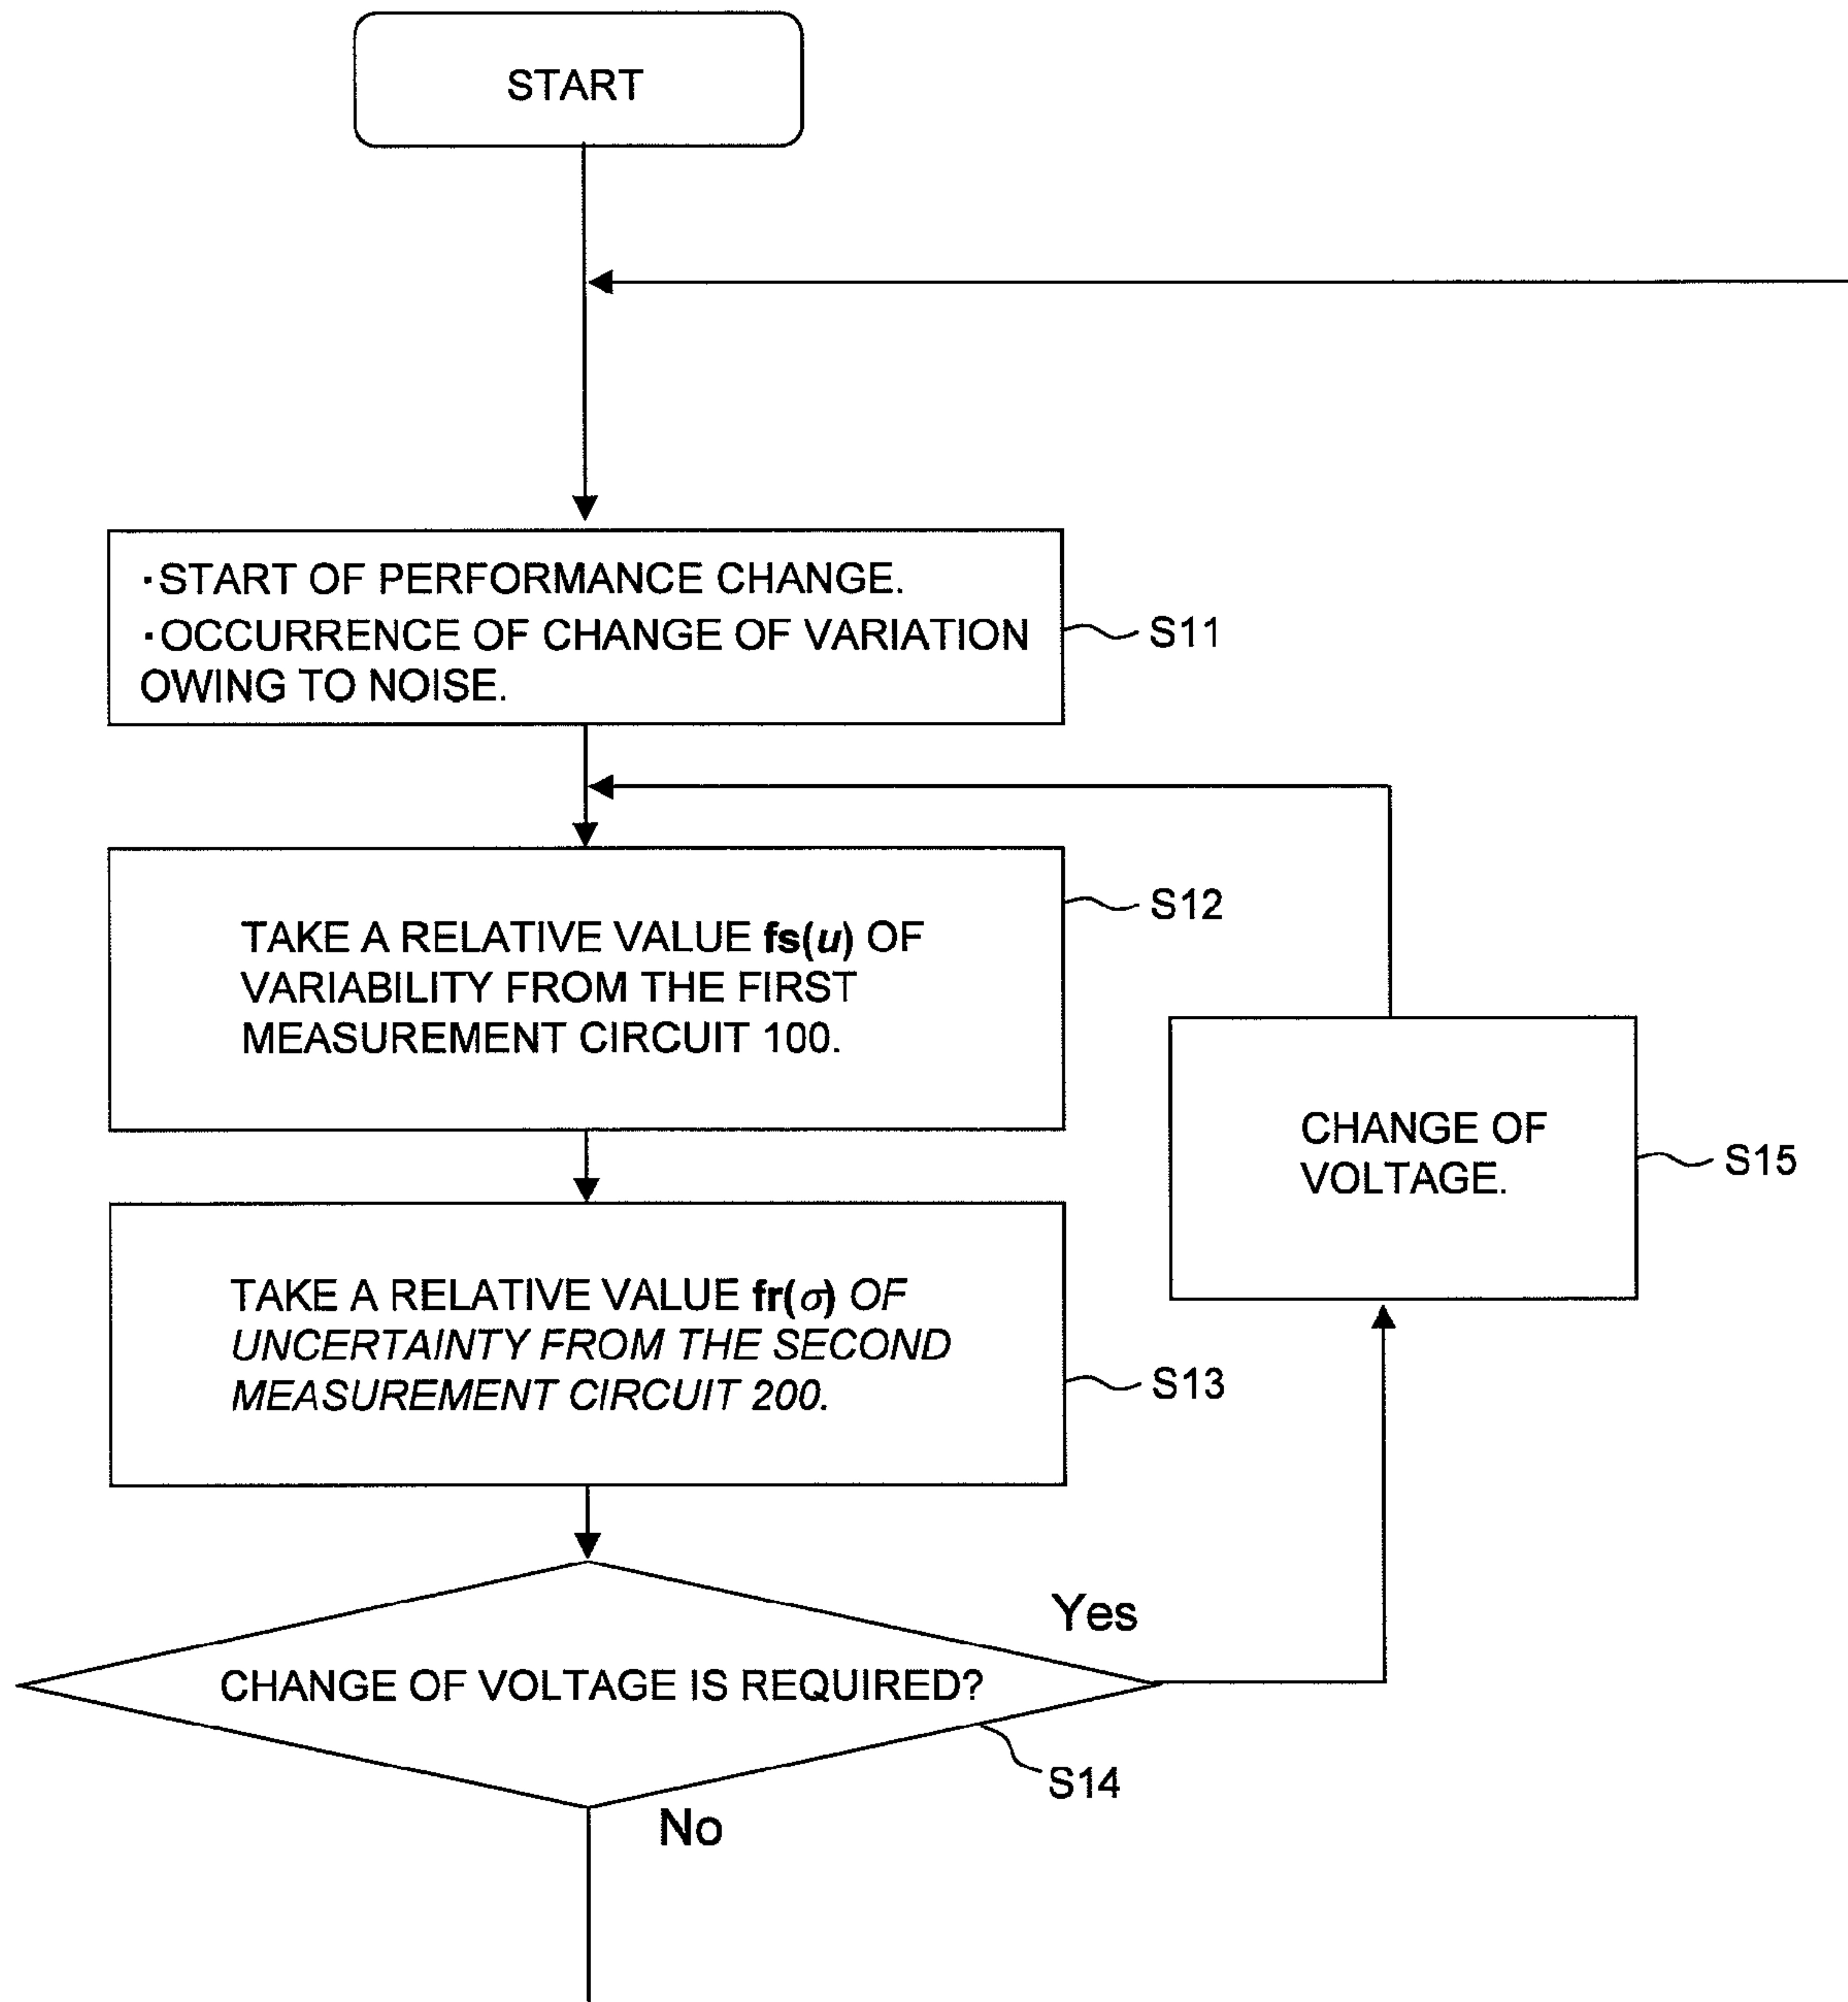 START
·START OF PERFORMANCE CHANGE.
·OCCURRENCE OF CHANGE OF VARIATION
OWING TO NOISE.
S11
TAKE A RELATIVE VALUE fs(u) OF
VARIABILITY FROM THE FIRST
MEASUREMENT CIRCUIT 100.
S12
CHANGE OF
VOLTAGE.
S15
TAKE A RELATIVE VALUE fr(σ) OF
UNCERTAINTY FROM THE SECOND
MEASUREMENT CIRCUIT 200.
S13
Yes
CHANGE OF VOLTAGE IS REQUIRED?
S14
No